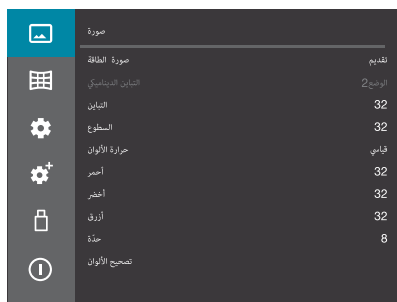 صورة
صورة الطاقة تقديم
التباين الديناميكي الوضع2
التباين 32
السطوع 32
حرارة الألوان قياسي
أحمر 32
أخضر 32
أزرق 32
حدّة 8
تصحيح الألوان